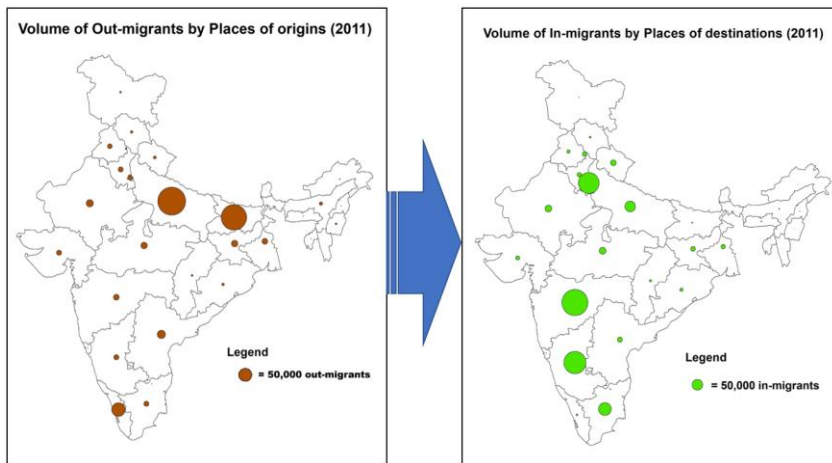 Volume of Out-migrants by Places of origins (2011)
Legend
= 50,000 out-migrants
Volume of In-migrants by Places of destinations (2011)
Legend
= 50,000 in-migrants